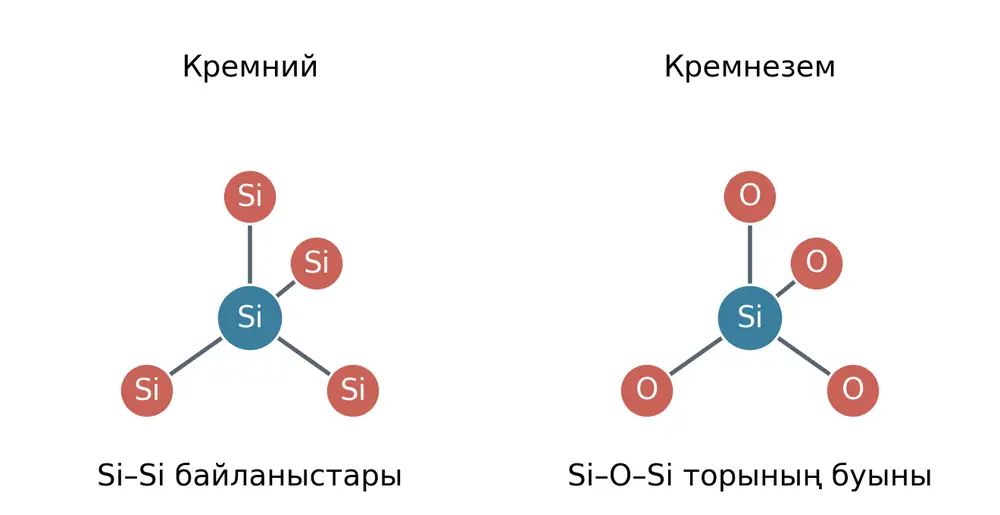 Кремний
Si
Si
Si
Si
Si
Si–Si байланыстары
Кремнезем
O
O
Si
O
O
Si–O–Si торының буыны